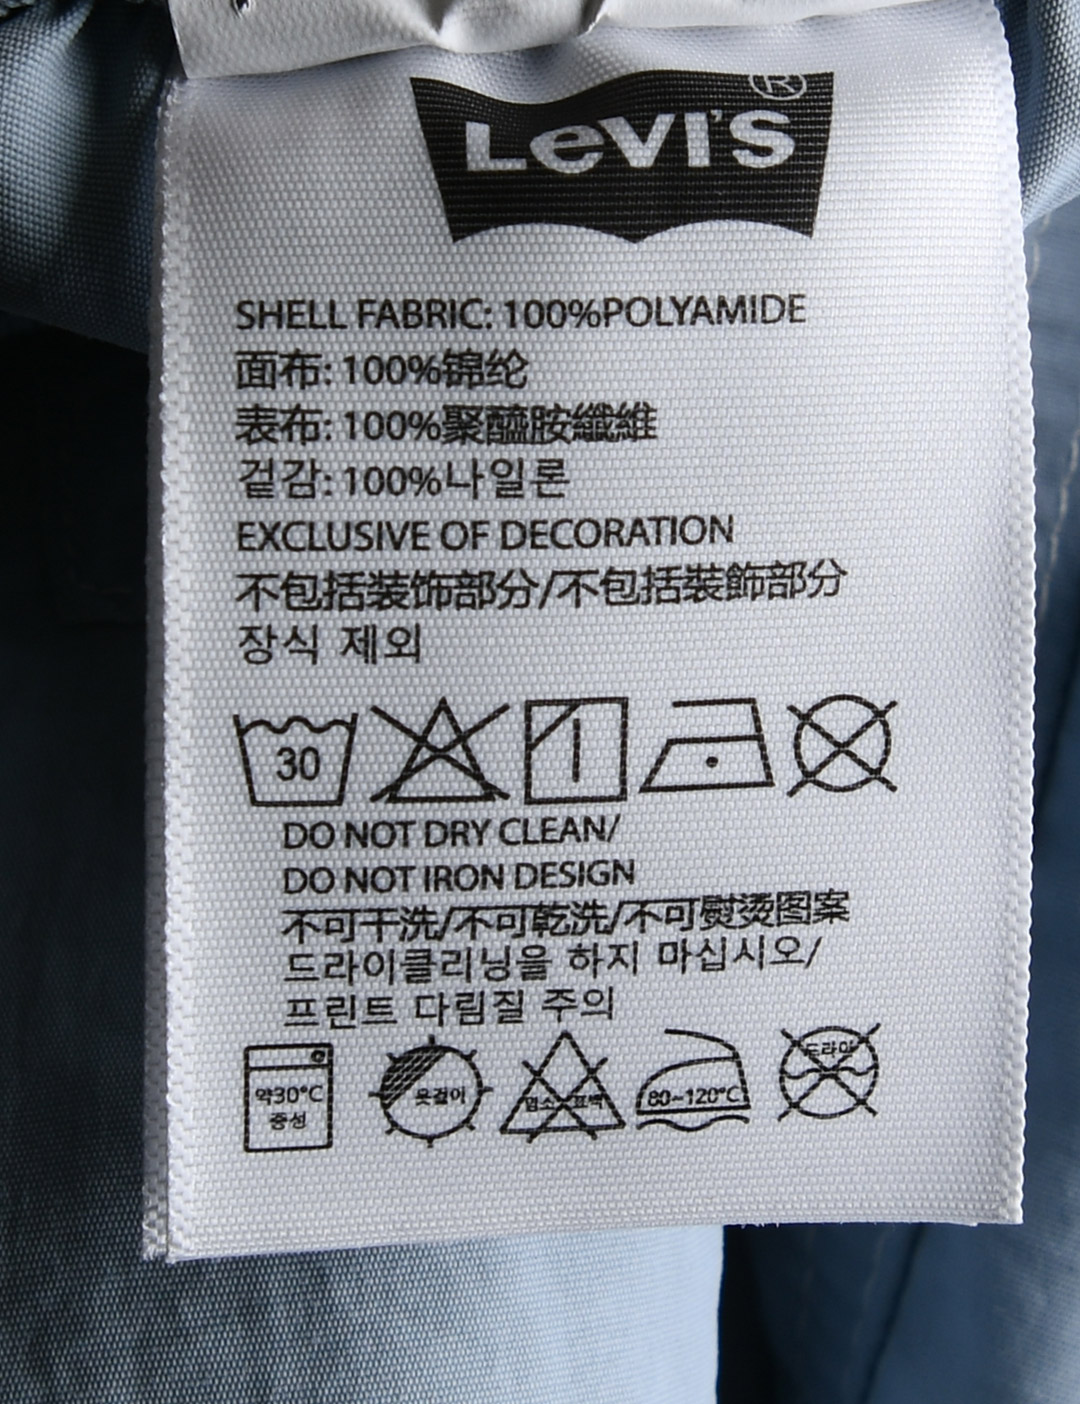 LEVI'S®
SHELL FABRIC: 100%POLYAMIDE
面布: 100%锦纶
表布: 100%聚醯胺纖維
겉감: 100%나일론
EXCLUSIVE OF DECORATION
不包括装饰部分/不包括裝飾部分
장식 제외
30
DO NOT DRY CLEAN/
DO NOT IRON DESIGN
不可干洗/不可乾洗/不可熨烫图案
드라이클리닝을 하지 마십시오/
프린트 다림질 주의
약30°C 옷걸이 염소 표백 80~120°C 드라이
중성